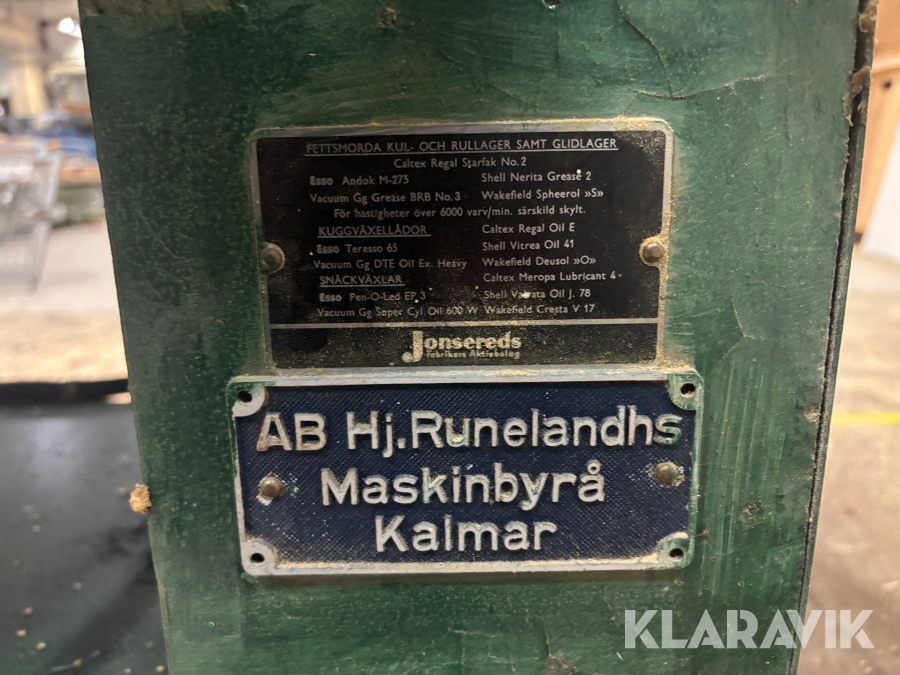 FETTSMORDA KUL- OCH RULLAGER SAMT GLIDLAGER
Caltex Regal Starfak No. 2
Esso Andok M-275 Shell Nerita Grease 2
Vacuum Gg Grease BRB No. 3 Wakefield Spheerol »S»
För hastigheter över 6000 varv/min. särskild skylt.
KUGGVÄXELLÅDOR Caltex Regal Oil E
Esso Teresso 65 Shell Vitrea Oil 41
Vacuum Gg DTE Oil Ex. Heavy Wakefield Deusol »O»
SNÄCKVÄXLAR Caltex Meropa Lubricant 4
Esso Pen-O-Led EP 3 Shell Valvata Oil J. 78
Vacuum Gg Super Cyl. Oil 600 W Wakefield Cresta V 17
Jonsereds
Fabrikers Aktiebolag
AB Hj. Runelandhs
Maskinbyrå
Kalmar
KLARAVIK